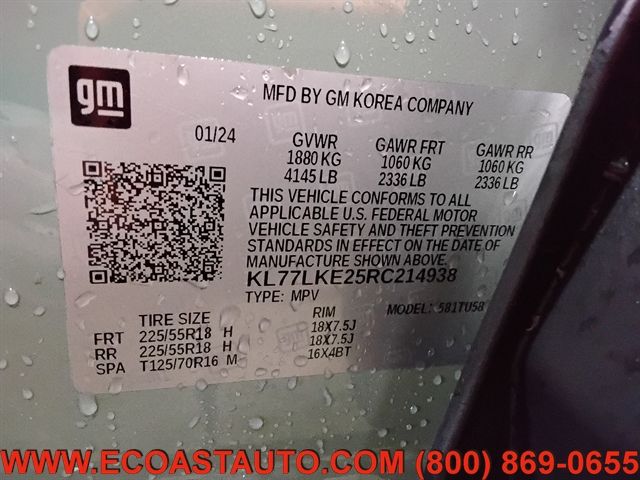 gm
MFD BY GM KOREA COMPANY
01/24 GVWR GAWR FRT GAWR RR
1880 KG 1060 KG 1060 KG
4145 LB 2336 LB 2336 LB
THIS VEHICLE CONFORMS TO ALL
APPLICABLE U.S. FEDERAL MOTOR
VEHICLE SAFETY AND THEFT PREVENTION
STANDARDS IN EFFECT ON THE DATE OF
MANUFACTURE SHOWN ABOVE.
KL77LKE25RC214938
TYPE: MPV MODEL: 581TU58
TIRE SIZE RIM
FRT 225/55R18 H 18X7.5J
RR 225/55R18 H 18X7.5J
SPA T125/70R16 M 16X4BT
WWW.ECOASTAUTO.COM (800) 869-0655